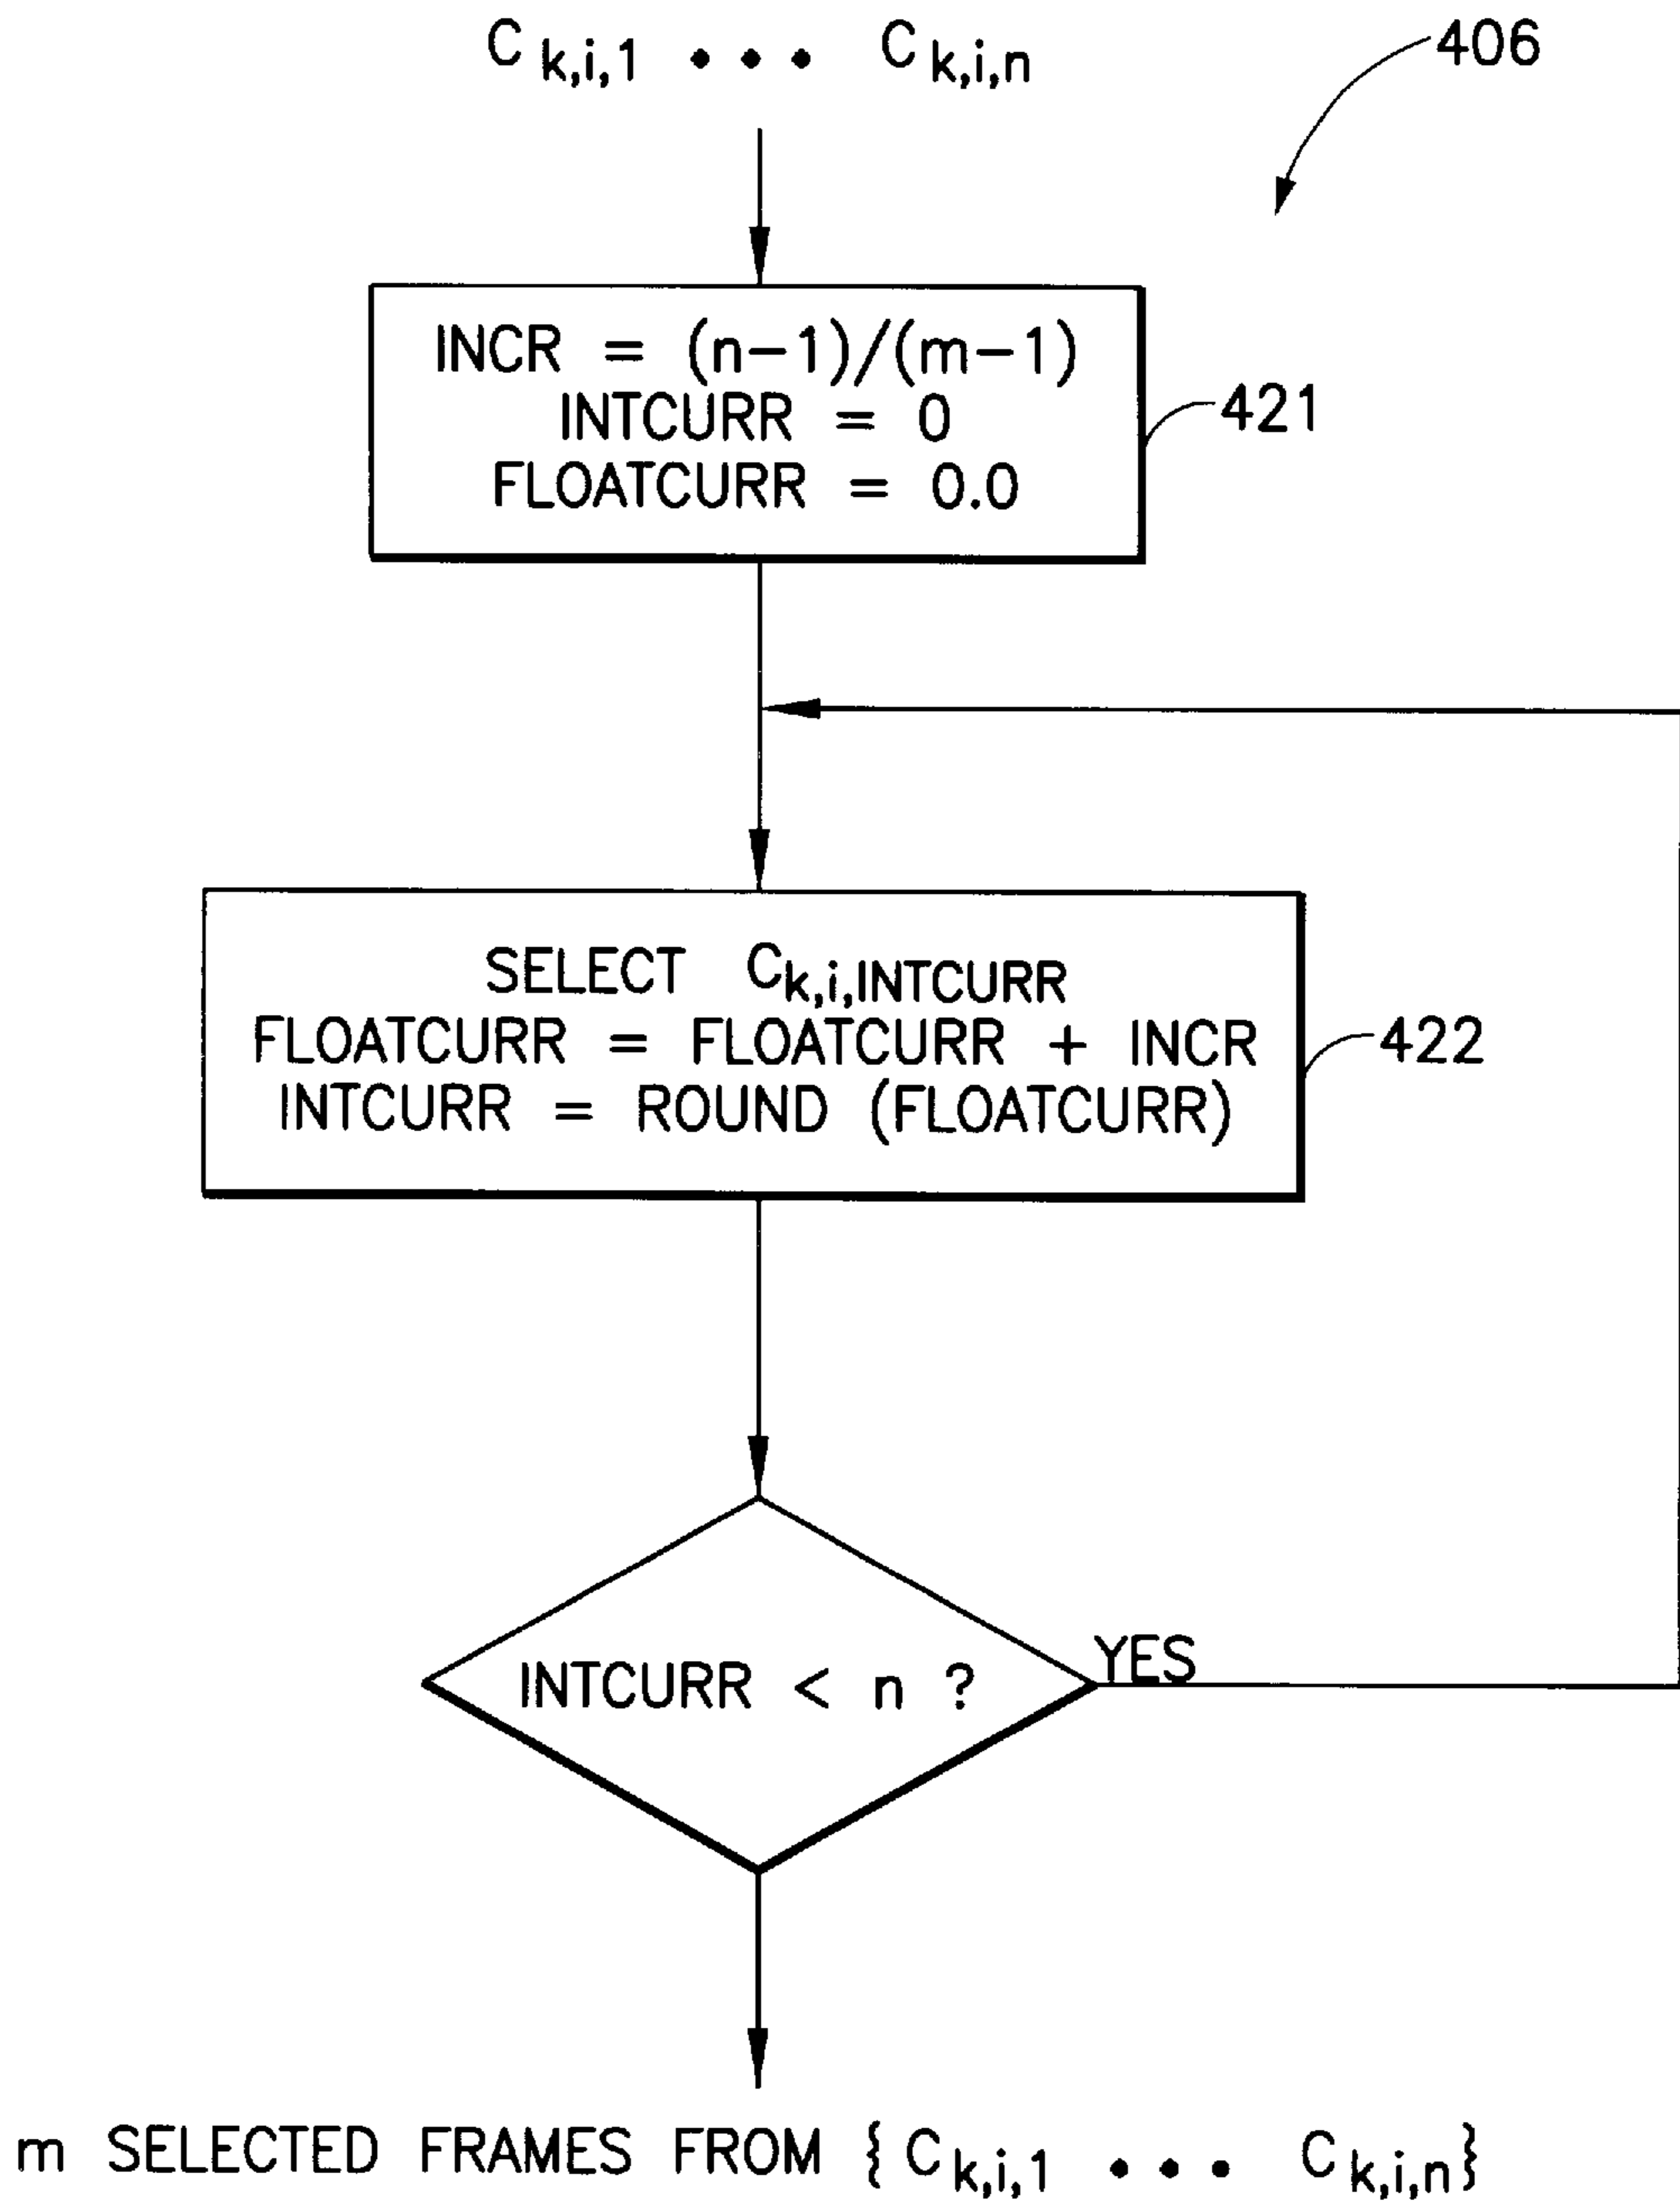 C k,i,1 • • • C k,i,n
406
INCR = (n-1)/(m-1)
INTCURR = 0
FLOATCURR = 0.0
421
SELECT C k,i,INTCURR
FLOATCURR = FLOATCURR + INCR
INTCURR = ROUND (FLOATCURR)
422
INTCURR < n ?
YES
m SELECTED FRAMES FROM {C k,i,1 • • • C k,i,n}